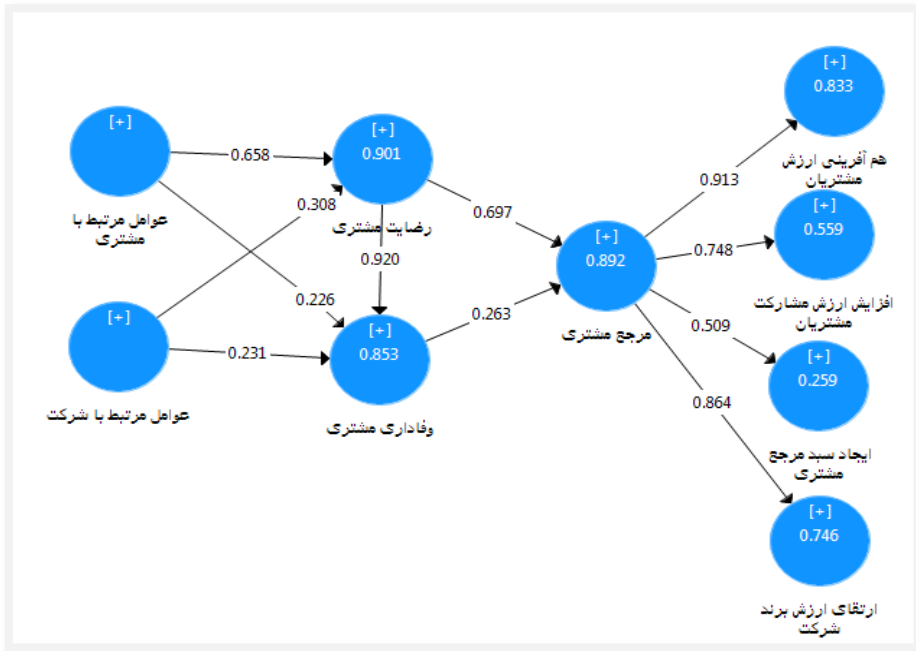 [+]
عوامل مرتبط با
مشتری
[+]
عوامل مرتبط با شرکت
0.658
0.308
0.226
0.231
[+]
0.901
رضایت مشتری
0.920
[+]
0.853
وفاداری مشتری
0.697
0.263
[+]
0.892
مرجع مشتری
0.913
0.748
0.509
0.864
[+]
0.833
هم آفرینی ارزش
مشتریان
[+]
0.559
افزایش ارزش مشارکت
مشتریان
[+]
0.259
ایجاد سبد مرجع
مشتری
[+]
0.746
ارتقای ارزش برند
شرکت